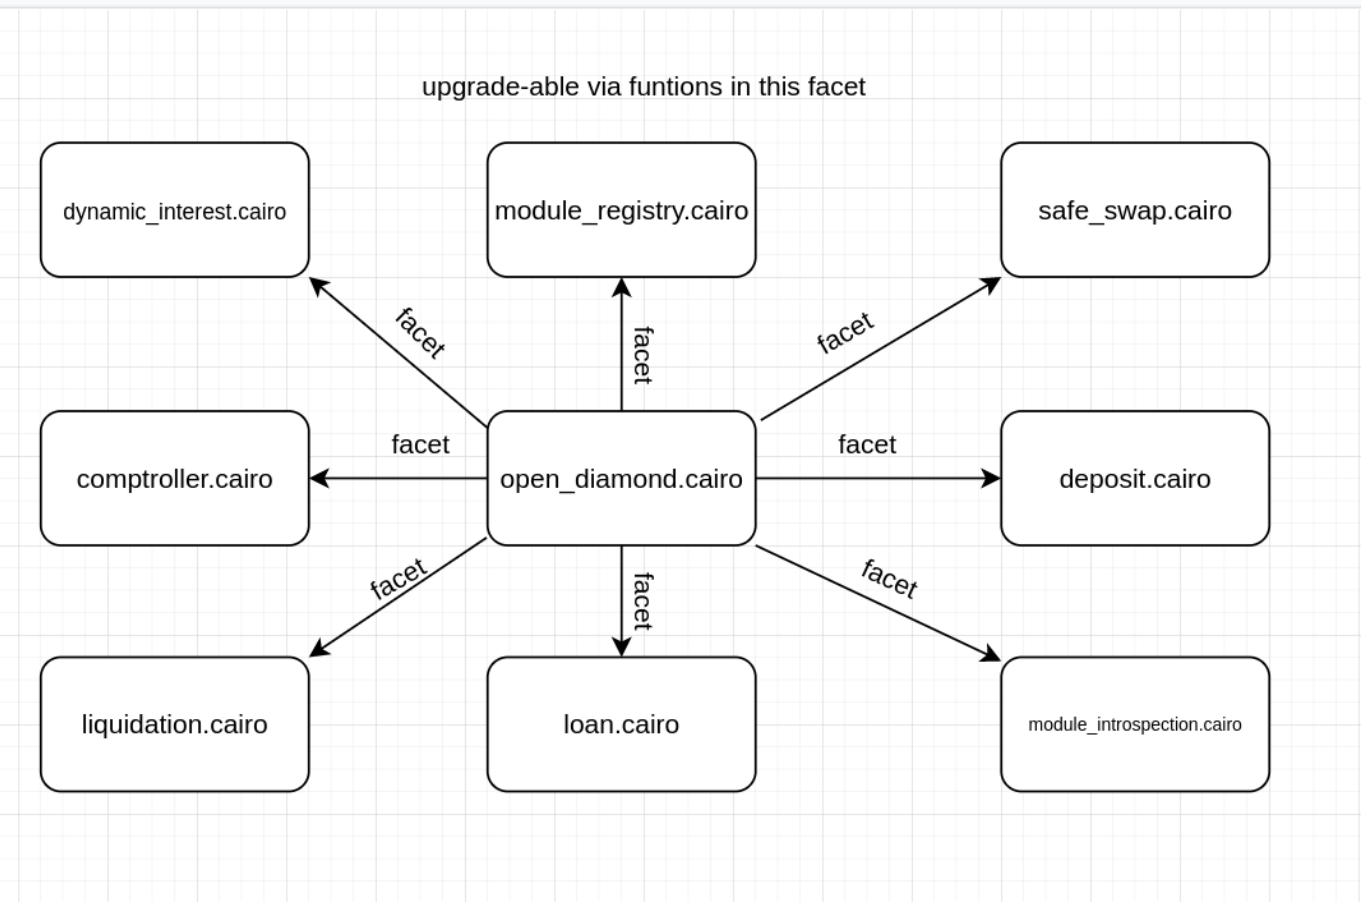 upgrade-able via funtions in this facet
dynamic_interest.cairo
module_registry.cairo
safe_swap.cairo
facet
facet
facet
comptroller.cairo
facet
open_diamond.cairo
facet
deposit.cairo
facet
facet
facet
liquidation.cairo
loan.cairo
module_introspection.cairo